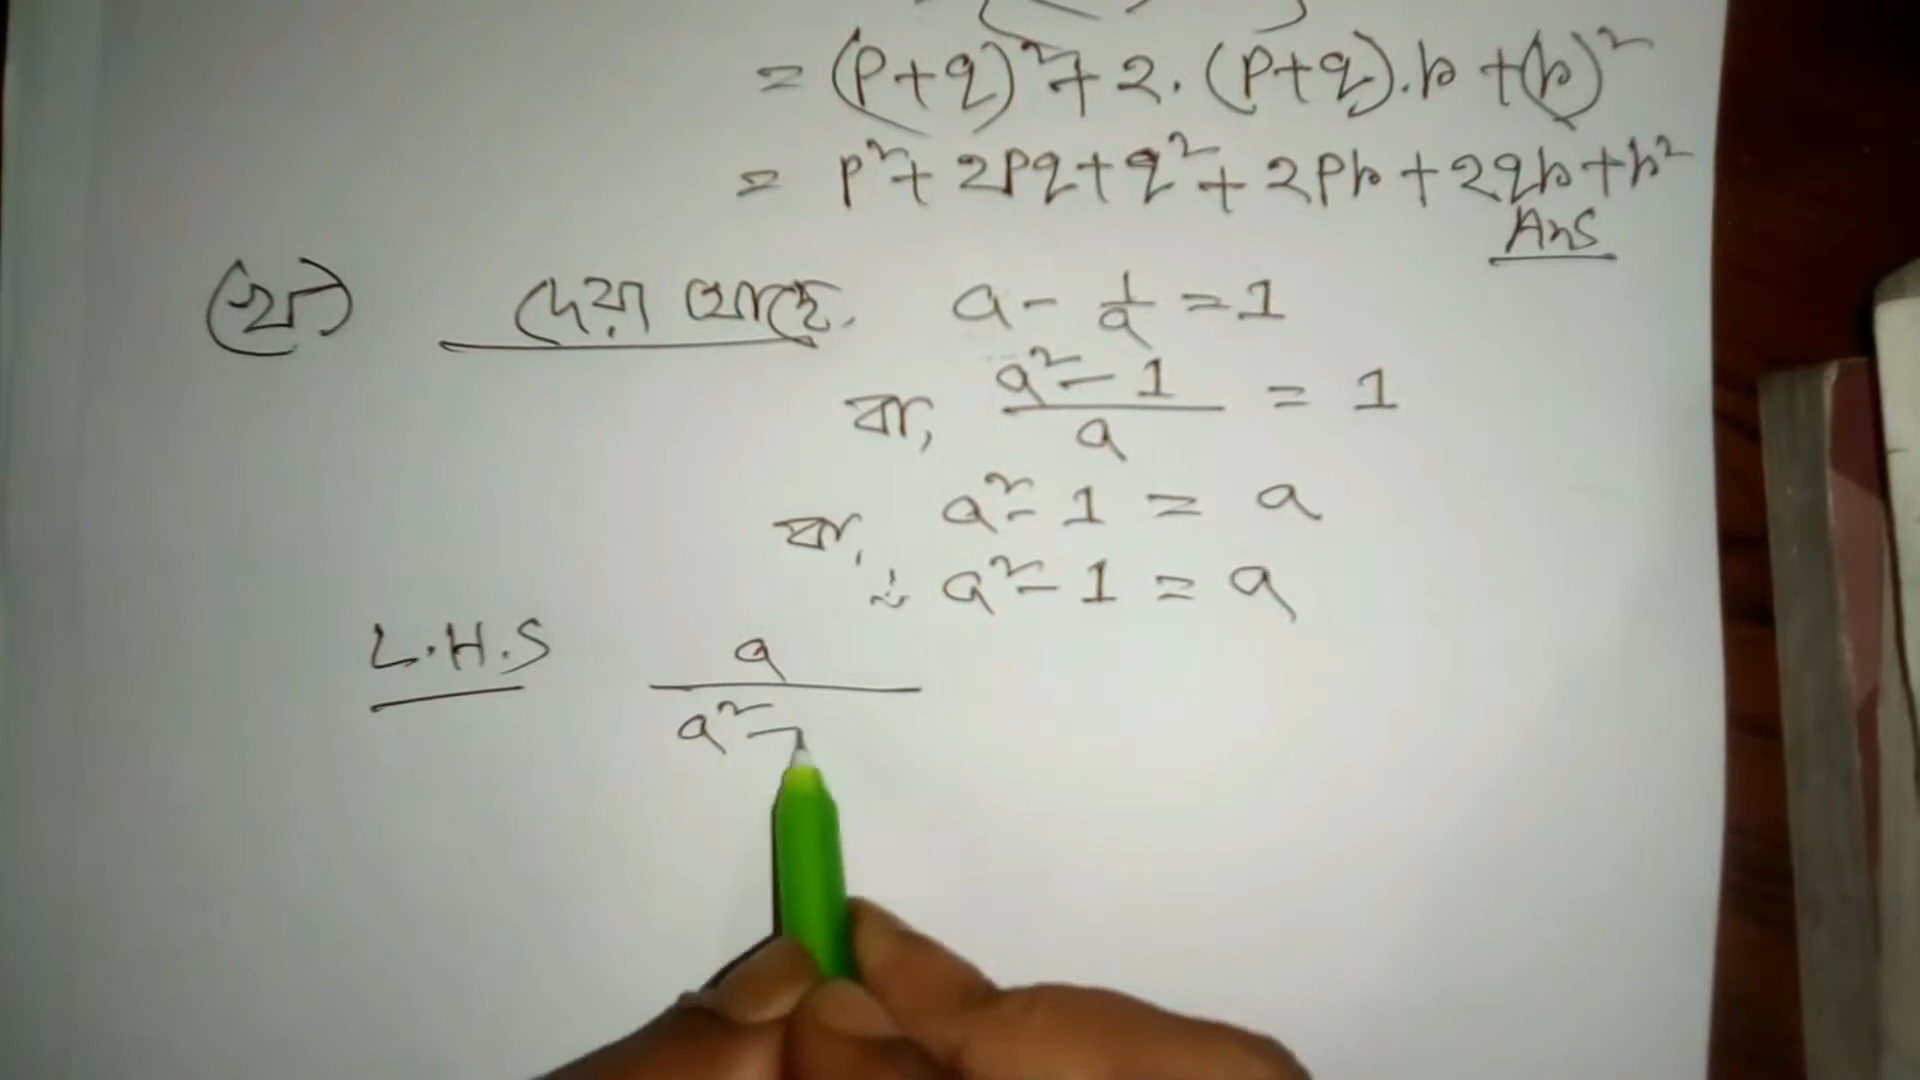 = (p+q)² + 2.(p+q).r + (r)²
= p² + 2pq + q² + 2pr + 2qr + r²
Ans
(খ) দেয়া আছে, a - 1/a = 1
বা, (a² - 1)/a = 1
বা, a² - 1 = a
∴ a² - 1 = a
L.H.S a/(a² -